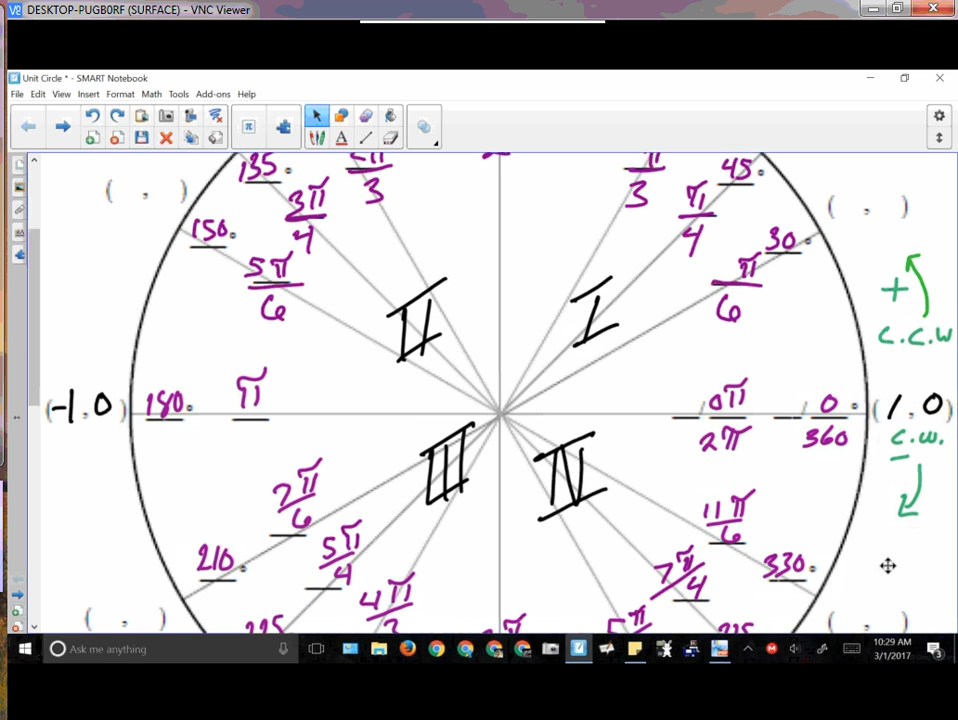 DESKTOP-PUGB0RF (SURFACE) - VNC Viewer
Unit Circle * - SMART Notebook
File Edit View Insert Format Math Tools Add-ons Help
135° 45°
3 3
3π/4 π/4
( , ) ( , )
150° 30°
5π/6 π/6
II I
+
C.C.W
(-1,0) 180° π 0π 0° (1,0)
2π 360
C.W.
III IV
7π/6 11π/6
5π/4 7π/4
210° 330°
4π
( , ) ( , )
Ask me anything
10:29 AM
3/1/2017
3